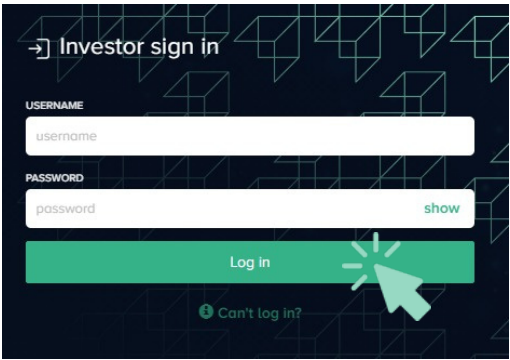 Investor sign in
USERNAME
username
PASSWORD
password show
Log in
Can't log in?